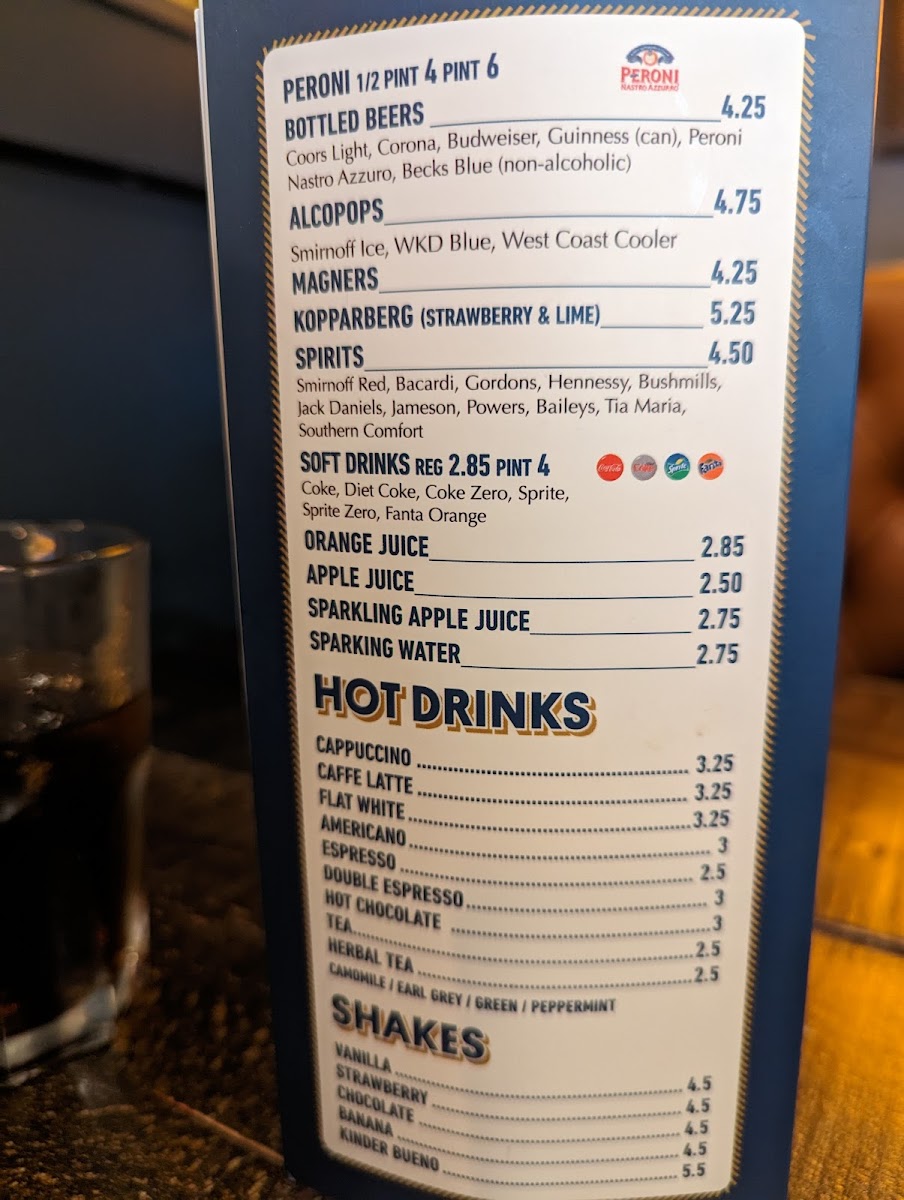 PERONI 1/2 PINT 4 PINT 6
PERONI
NASTRO AZZURRO
BOTTLED BEERS 4.25
Coors Light, Corona, Budweiser, Guinness (can), Peroni
Nastro Azzuro, Becks Blue (non-alcoholic)
ALCOPOPS 4.75
Smirnoff Ice, WKD Blue, West Coast Cooler
MAGNERS 4.25
KOPPARBERG (STRAWBERRY & LIME) 5.25
SPIRITS 4.50
Smirnoff Red, Bacardi, Gordons, Hennessy, Bushmills,
Jack Daniels, Jameson, Powers, Baileys, Tia Maria,
Southern Comfort
SOFT DRINKS REG 2.85 PINT 4
Coca-Cola Coke Sprite Fanta
Coke, Diet Coke, Coke Zero, Sprite,
Sprite Zero, Fanta Orange
ORANGE JUICE 2.85
APPLE JUICE 2.50
SPARKLING APPLE JUICE 2.75
SPARKING WATER 2.75
HOT DRINKS
CAPPUCCINO 3.25
CAFFE LATTE 3.25
FLAT WHITE 3.25
AMERICANO 3
ESPRESSO 2.5
DOUBLE ESPRESSO 3
HOT CHOCOLATE 3
TEA 2.5
HERBAL TEA 2.5
CAMOMILE / EARL GREY / GREEN / PEPPERMINT
SHAKES
VANILLA 4.5
STRAWBERRY 4.5
CHOCOLATE 4.5
BANANA 4.5
KINDER BUENO 5.5